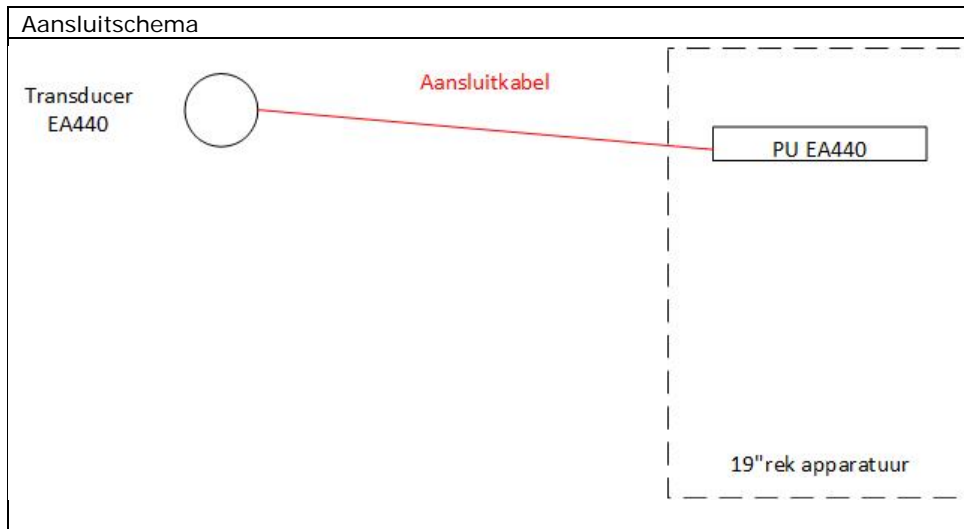 Aansluitschema
Transducer
EA440
Aansluitkabel
PU EA440
19"rek apparatuur